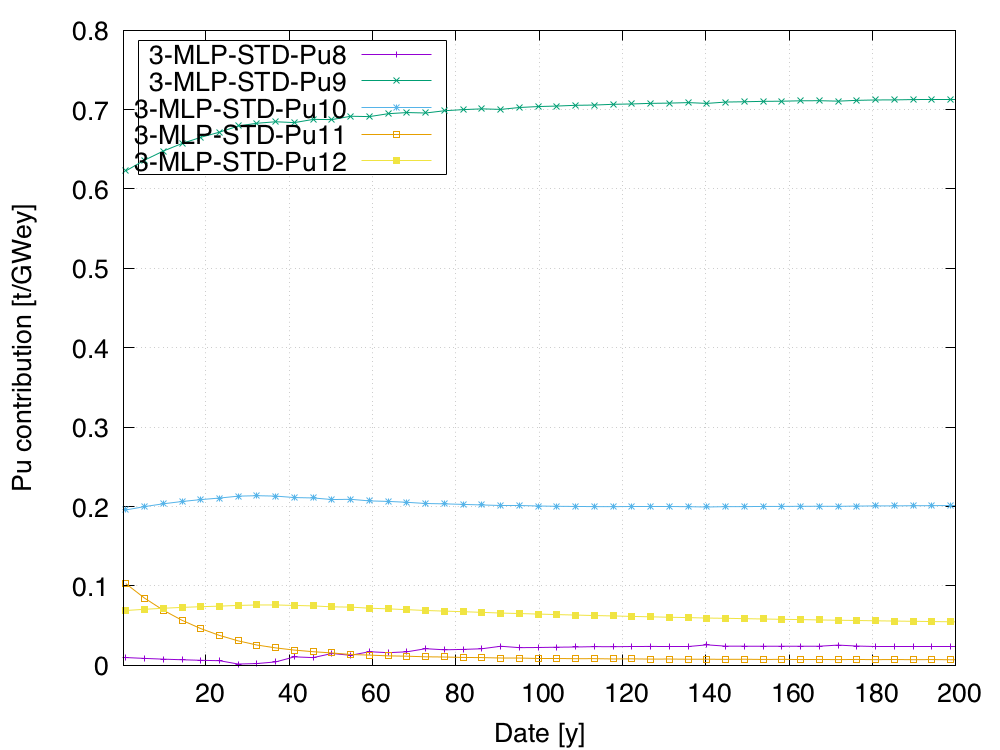 0.8
0.7
0.6
0.5
0.4
0.3
0.2
0.1
0
Pu contribution [t/GWey]
3-MLP-STD-Pu8
3-MLP-STD-Pu9
3-MLP-STD-Pu10
3-MLP-STD-Pu11
3-MLP-STD-Pu12
20 40 60 80 100 120 140 160 180 200
Date [y]